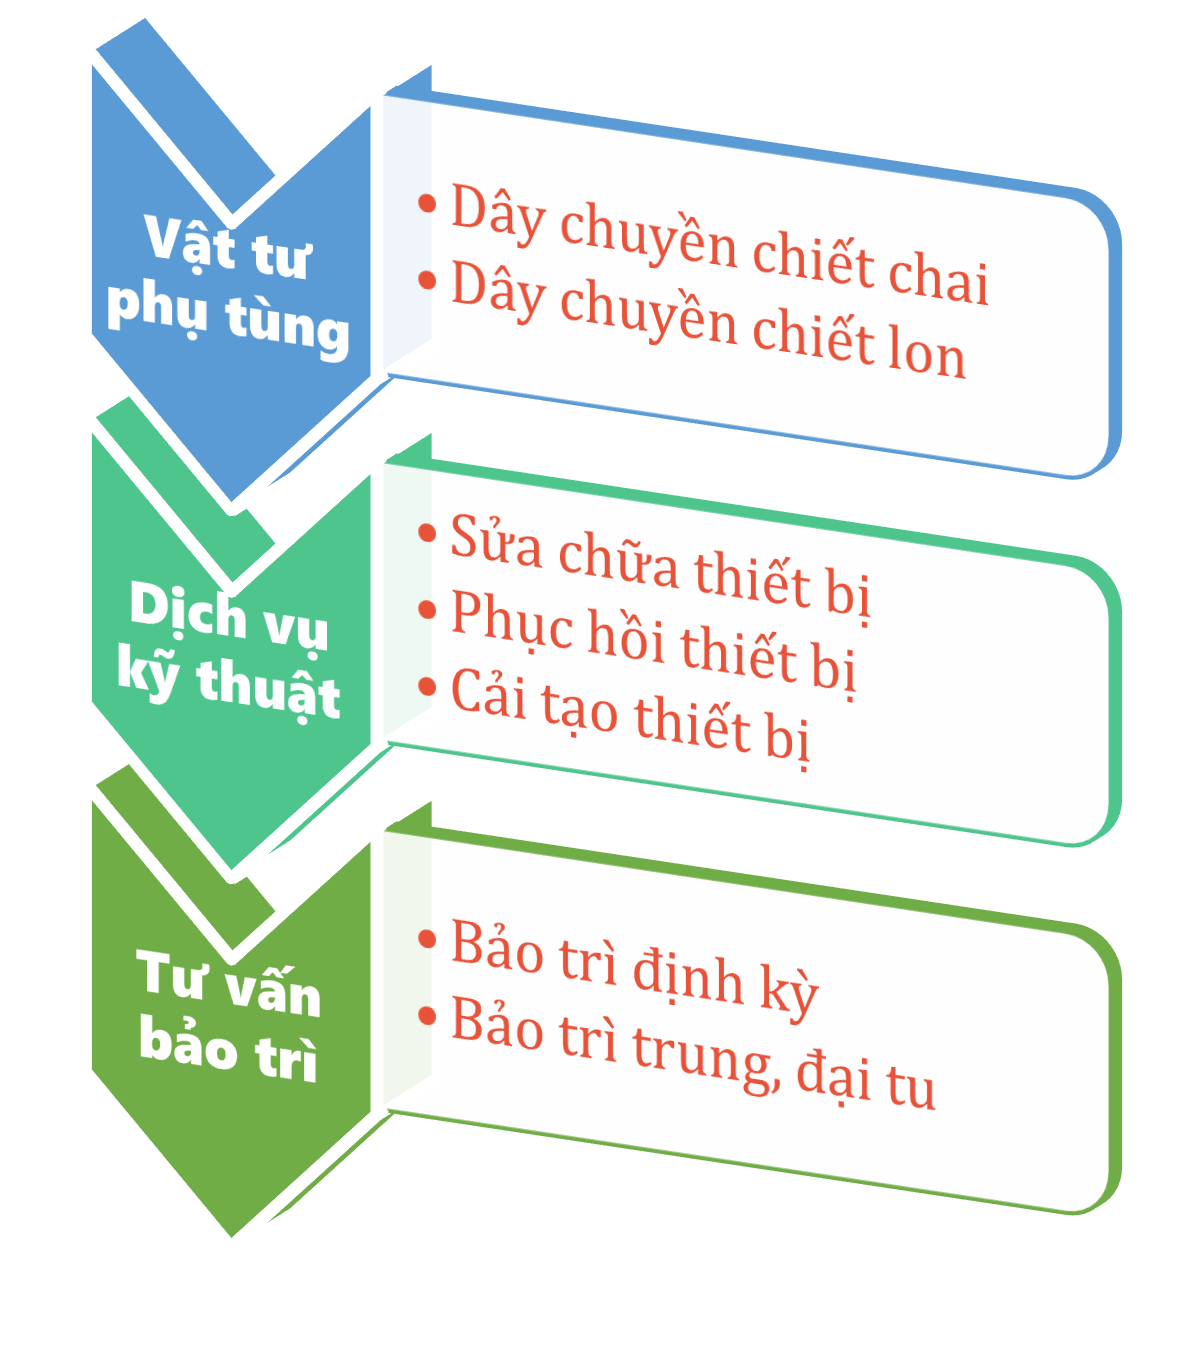 Vật tư
phụ tùng
• Dây chuyền chiết chai
• Dây chuyền chiết lon
Dịch vụ
kỹ thuật
• Sửa chữa thiết bị
• Phục hồi thiết bị
• Cải tạo thiết bị
Tư vấn
bảo trì
• Bảo trì định kỳ
• Bảo trì trung, đại tu